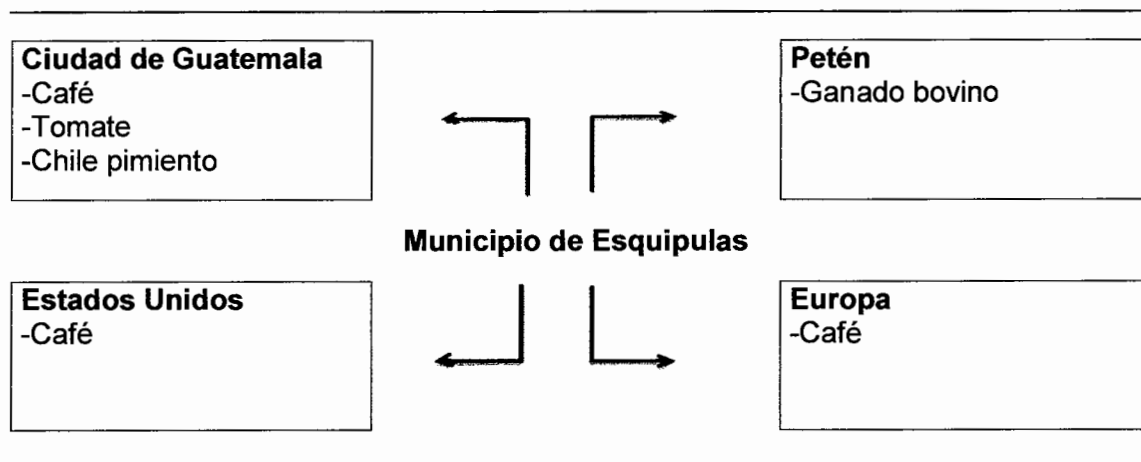 Ciudad de Guatemala
-Café
-Tomate
-Chile pimiento
Petén
-Ganado bovino
Municipio de Esquipulas
Estados Unidos
-Café
Europa
-Café